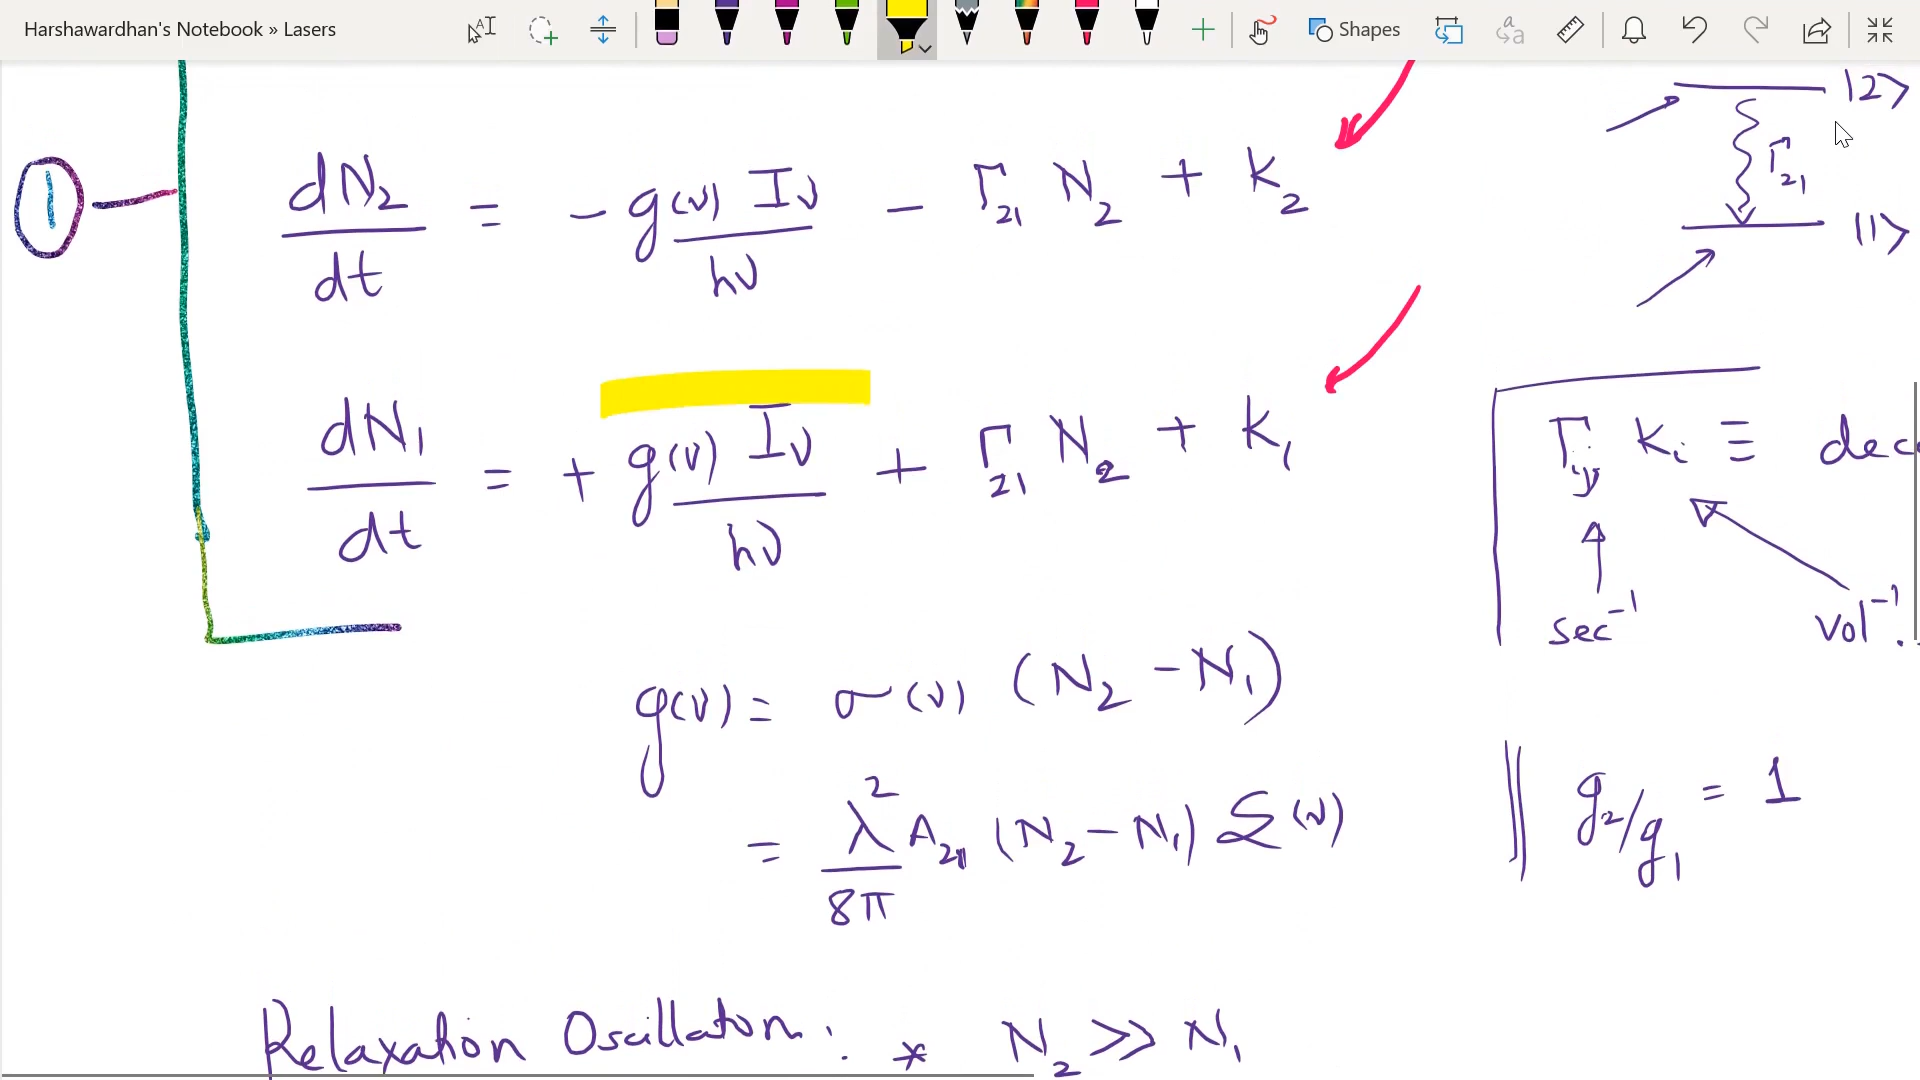 Harshawardhan's Notebook » Lasers
Shapes
|2>
Γ21
|1>
①
dN2/dt = - g(ν) Iν/hν - Γ21 N2 + K2
dN1/dt = + g(ν) Iν/hν + Γ21 N2 + K1
Γij Ki ≡
sec⁻¹
vol⁻¹.
g(ν) = σ(ν) (N2 - N1)
= λ²/8π A21 (N2 - N1) ℒ(ν)
g2/g1 = 1
Relaxation Oscillation : * N2 >> N1